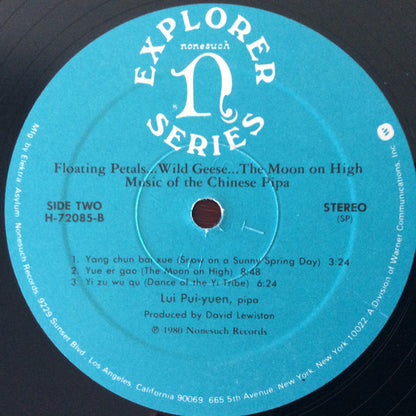 EXPLORER
nonesuch
n
SERIES
Floating Petals...Wild Geese...The Moon on High
Music of the Chinese Pipa
SIDE TWO
H-72085-B
STEREO
(SP)
1. Yang chun bai xue (Snow on a Sunny Spring Day) 3:24
2. Yue er gao (The Moon on High) 8:48
3. Yi zu wu qu (Dance of the Yi Tribe) 6:24
Lui Pui-yuen, pipa
Produced by David Lewiston
℗ 1980 Nonesuch Records
Mfg by Elektra Asylum Nonesuch Records 9229 Sunset Blvd. Los Angeles, California 90069 665 5th Avenue, New York, New York 10022 A Division of Warner Communications, Inc.